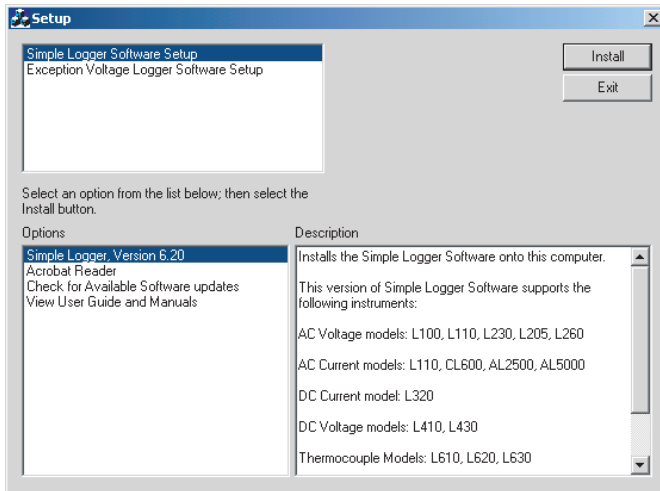 Setup
Simple Logger Software Setup
Exception Voltage Logger Software Setup
Install
Exit
Select an option from the list below; then select the
Install button.
Options
Simple Logger, Version 6.20
Acrobat Reader
Check for Available Software updates
View User Guide and Manuals
Description
Installs the Simple Logger Software onto this computer.
This version of Simple Logger Software supports the
following instruments:
AC Voltage models: L100, L110, L230, L205, L260
AC Current models: L110, CL600, AL2500, AL5000
DC Current model: L320
DC Voltage models: L410, L430
Thermocouple Models: L610, L620, L630